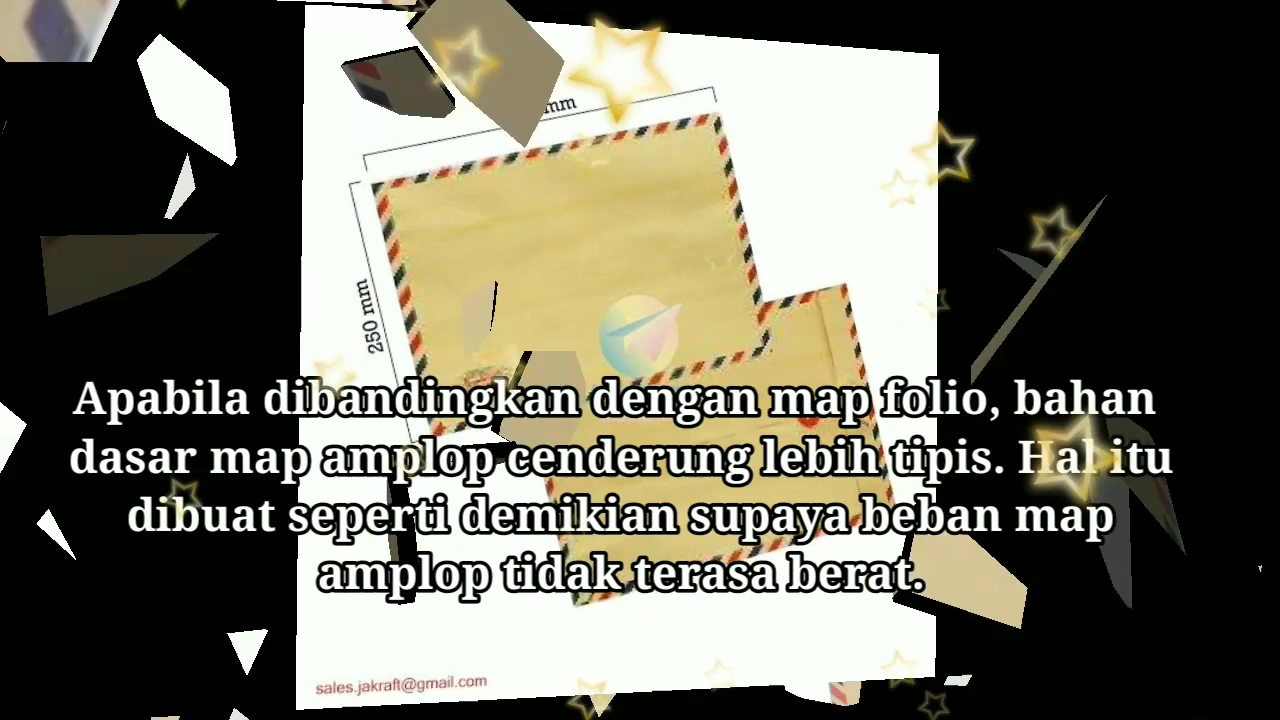 mm
250 mm
Apabila dibandingkan dengan map folio, bahan
dasar map amplop cenderung lebih tipis. Hal itu
dibuat seperti demikian supaya beban map
amplop tidak terasa berat.
sales.jakraft@gmail.com